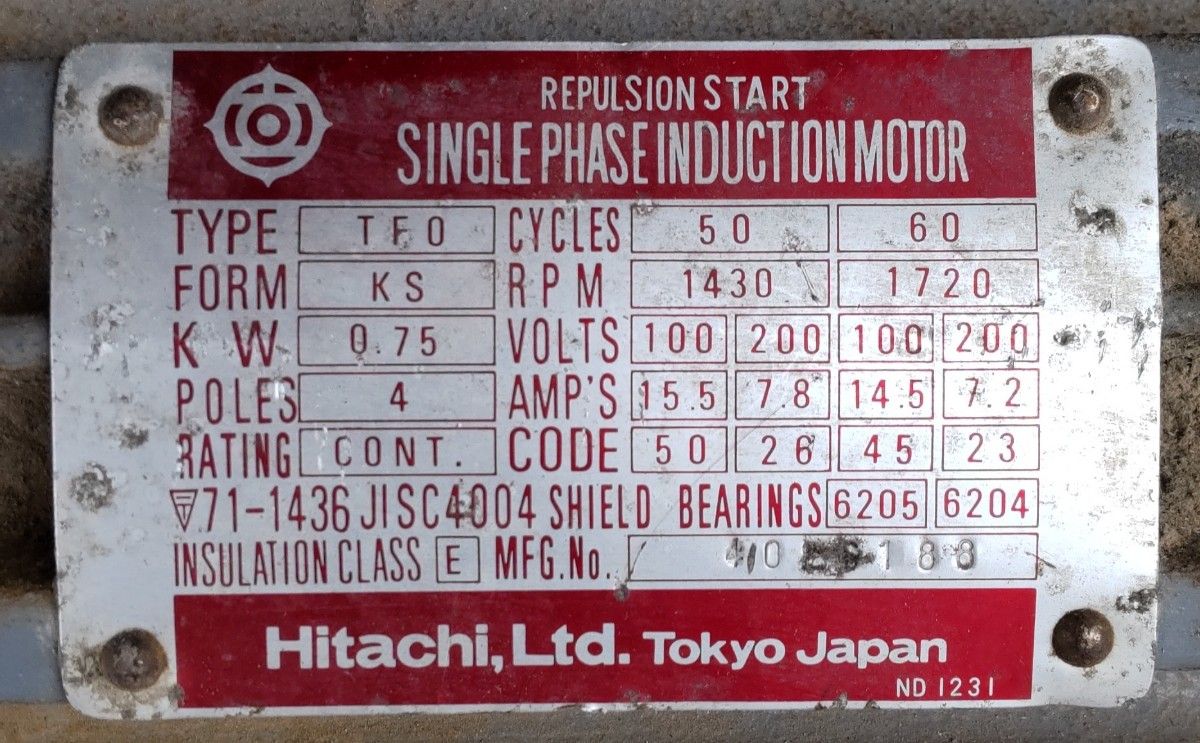 REPULSION START
SINGLE PHASE INDUCTION MOTOR
TYPE TFO CYCLES 50 60
FORM KS RPM 1430 1720
KW 0.75 VOLTS 100 200 100 200
POLES 4 AMP'S 15.5 7.8 14.5 7.2
RATING CONT. CODE 50 26 45 23
71-1436 JISC4004 SHIELD BEARINGS 6205 6204
INSULATION CLASS E MFG.No.
Hitachi, Ltd. Tokyo Japan
ND 1231